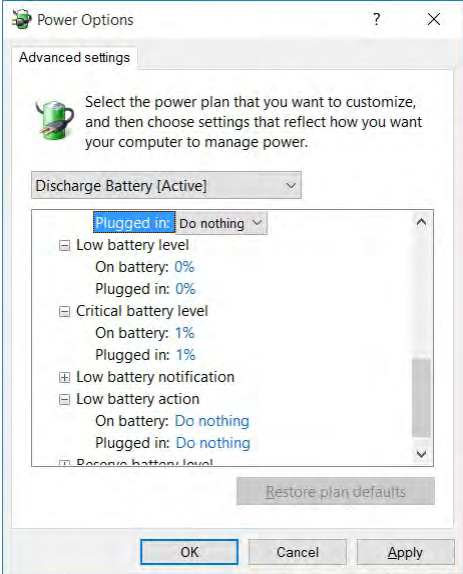 Power Options
?
Advanced settings
Select the power plan that you want to customize,
and then choose settings that reflect how you want
your computer to manage power.
Discharge Battery [Active]
Plugged in: Do nothing
Low battery level
On battery: 0%
Plugged in: 0%
Critical battery level
On battery: 1%
Plugged in: 1%
Low battery notification
Low battery action
On battery: Do nothing
Plugged in: Do nothing
Reserve battery level
Restore plan defaults
OK Cancel Apply